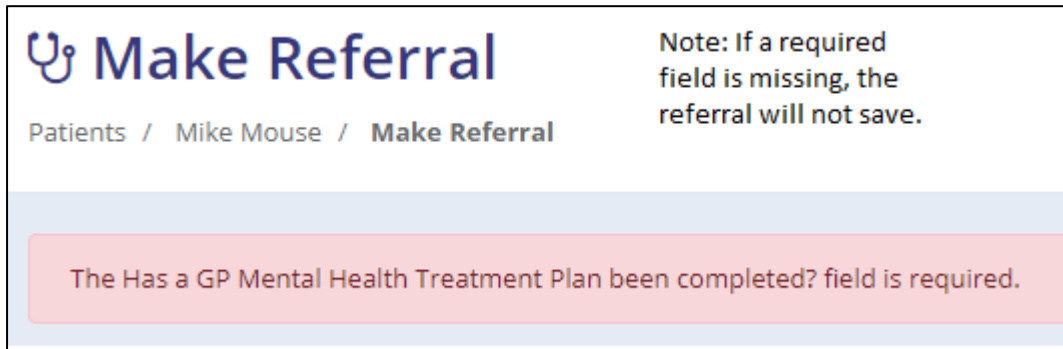 Make Referral
Note: If a required
field is missing, the
referral will not save.
Patients / Mike Mouse / Make Referral
The Has a GP Mental Health Treatment Plan been completed? field is required.